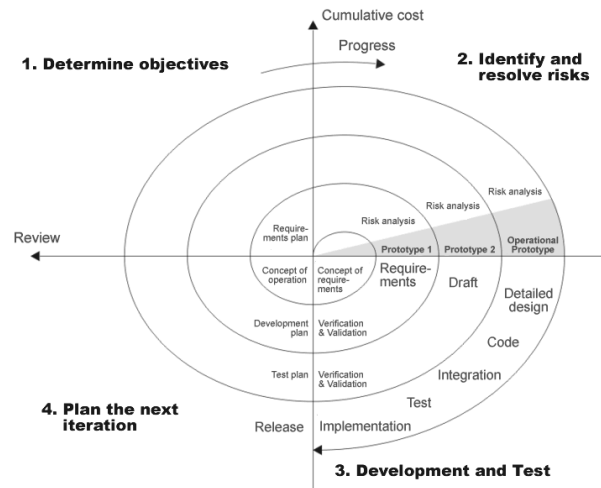 Cumulative cost
Progress
1. Determine objectives
2. Identify and
resolve risks
Risk analysis
Risk analysis
Risk analysis
Require-
ments plan
Review
Prototype 1
Prototype 2
Operational
Prototype
Concept of
operation
Concept of
require-
ments
Require-
ments
Draft
Detailed
design
Development
plan
Verification
& Validation
Code
Test plan
Verification
& Validation
Integration
Test
4. Plan the next
iteration
Release
Implementation
3. Development and Test